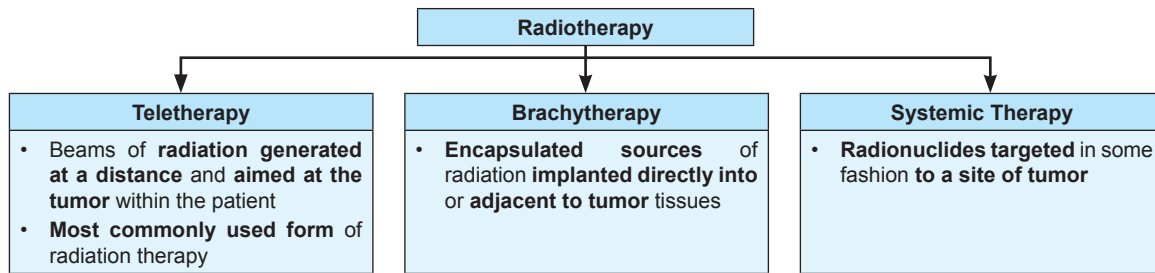 Radiotherapy
Teletherapy
• Beams of radiation generated
at a distance and aimed at the
tumor within the patient
• Most commonly used form of
radiation therapy
Brachytherapy
• Encapsulated sources of
radiation implanted directly into
or adjacent to tumor tissues
Systemic Therapy
• Radionuclides targeted in some
fashion to a site of tumor